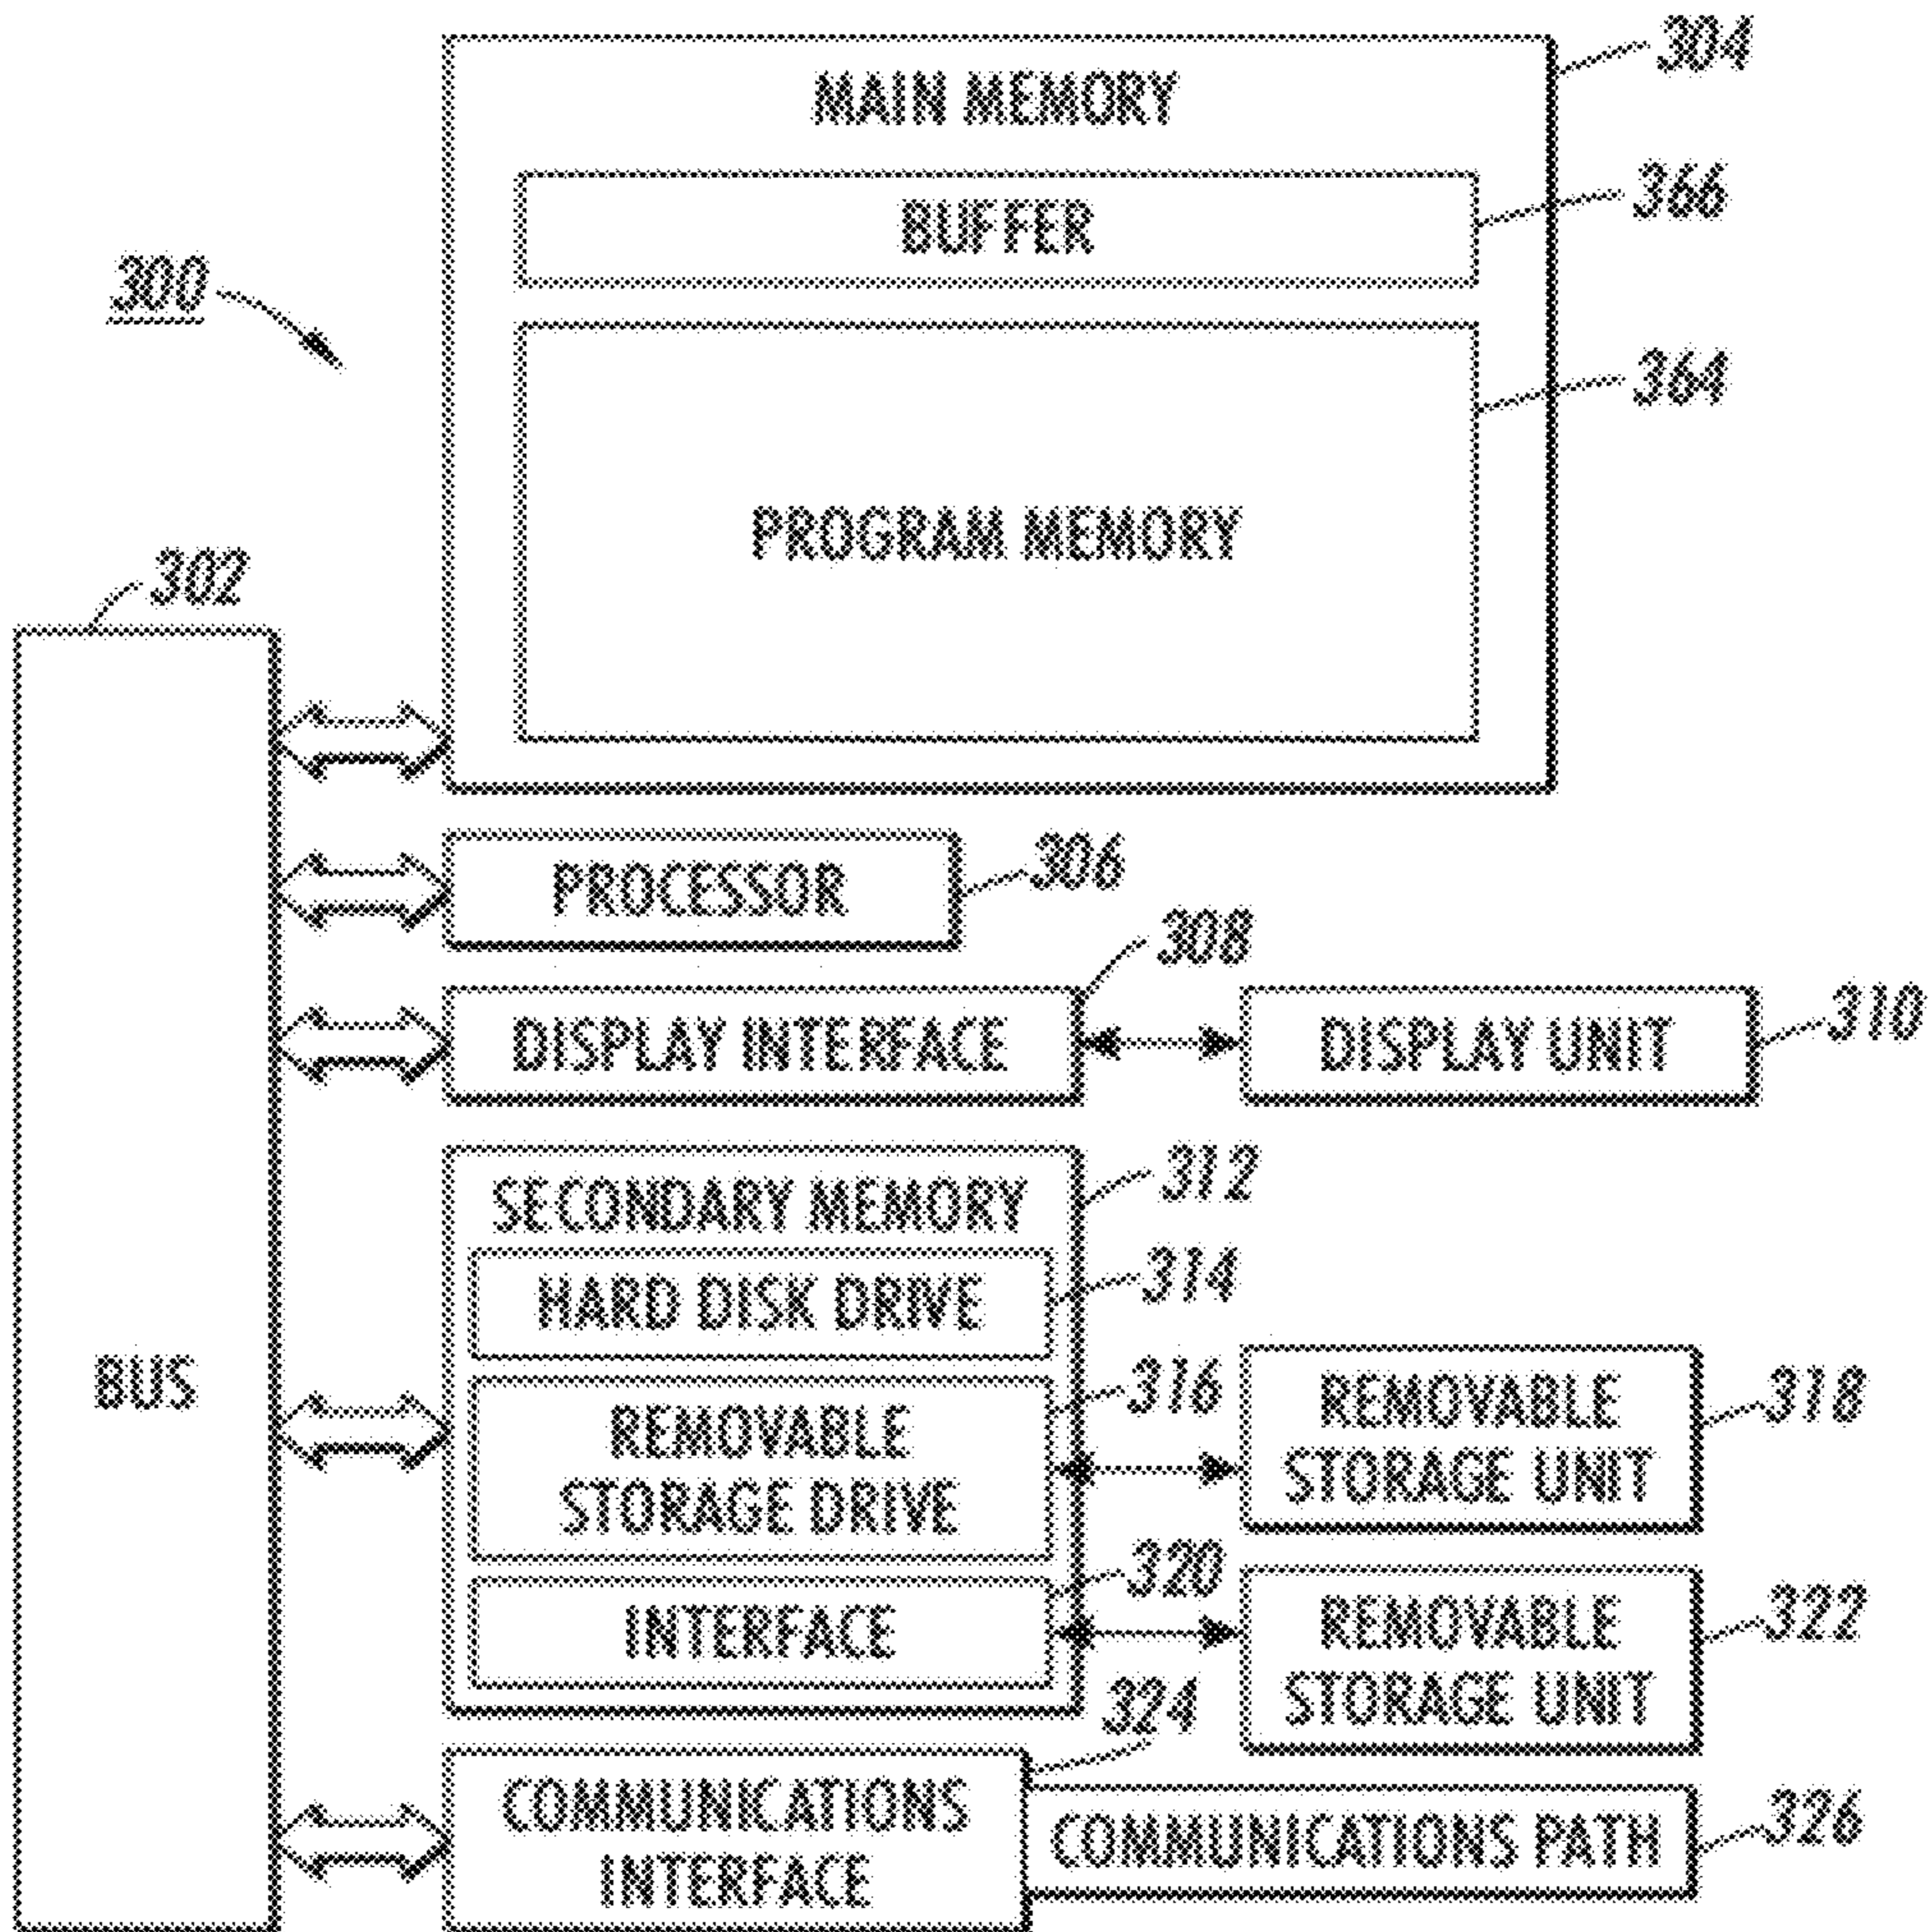 304
MAIN MEMORY
366
BUFFER
300
364
PROGRAM MEMORY
302
306
PROCESSOR
308
310
DISPLAY INTERFACE
DISPLAY UNIT
312
SECONDARY MEMORY
314
HARD DISK DRIVE
316
318
REMOVABLE
STORAGE DRIVE
REMOVABLE
STORAGE UNIT
BUS
320
322
INTERFACE
REMOVABLE
STORAGE UNIT
324
COMMUNICATIONS
INTERFACE
326
COMMUNICATIONS PATH